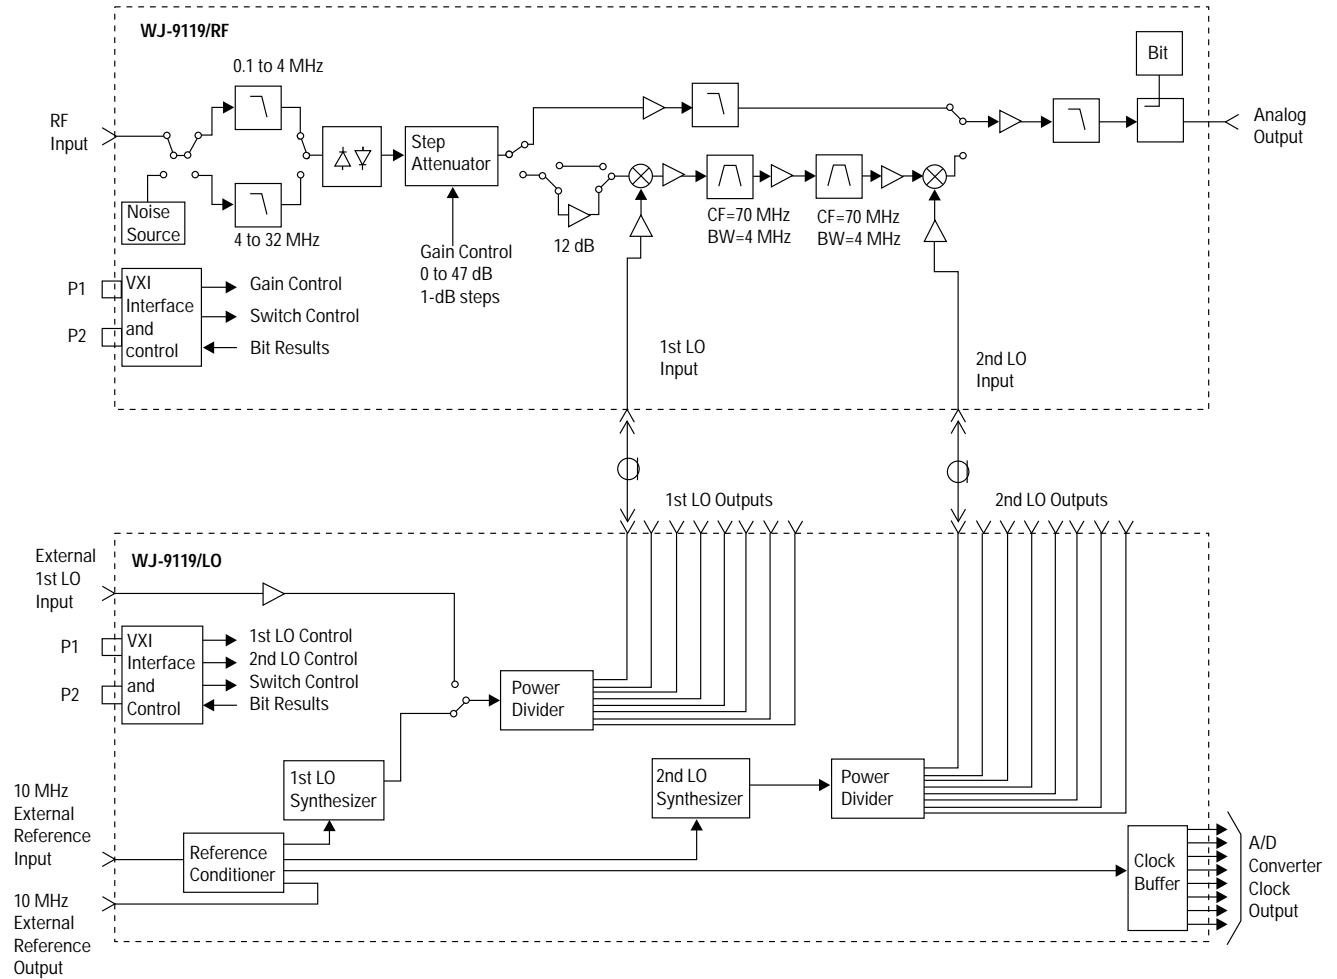 WJ-9119/RF
Bit
0.1 to 4 MHz
RF
Input
Step
Attenuator
Analog
Output
Noise
Source
4 to 32 MHz
12 dB
CF=70 MHz
BW=4 MHz
CF=70 MHz
BW=4 MHz
Gain Control
0 to 47 dB
1-dB steps
P1
P2
VXI
Interface
and
control
Gain Control
Switch Control
Bit Results
1st LO
Input
2nd LO
Input
1st LO Outputs
2nd LO Outputs
External
1st LO
Input
WJ-9119/LO
P1
P2
VXI
Interface
and
Control
1st LO Control
2nd LO Control
Switch Control
Bit Results
Power
Divider
1st LO
Synthesizer
2nd LO
Synthesizer
Power
Divider
10 MHz
External
Reference
Input
Reference
Conditioner
Clock
Buffer
A/D
Converter
Clock
Output
10 MHz
External
Reference
Output